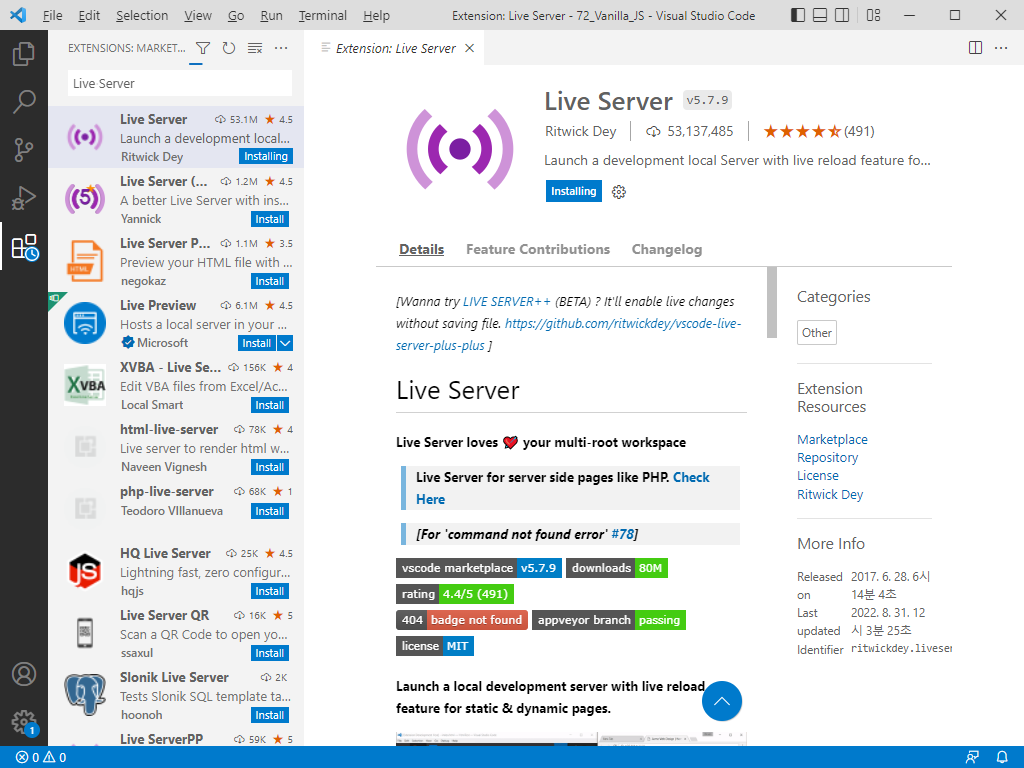 File Edit Selection View Go Run Terminal Help Extension: Live Server - 72_Vanilla_JS - Visual Studio Code
EXTENSIONS: MARKET...
Live Server
Live Server 53.1M 4.5
Launch a development local...
Ritwick Dey Installing
Live Server (... 1.2M 4.5
A better Live Server with ins...
Yannick Install
Live Server P... 1.1M 3.5
Preview your HTML file with ...
negokaz Install
Live Preview 6.1M 4.5
Hosts a local server in your ...
Microsoft Install
XVBA - Live Se... 156K 4
Edit VBA files from Excel/Ac...
Local Smart Install
html-live-server 78K 4
Live server to render html w...
Naveen Vignesh Install
php-live-server 68K 1
Teodoro VIllanueva Install
HQ Live Server 25K 4.5
Lightning fast, zero configur...
hqjs Install
Live Server QR 16K 5
Scan a QR Code to open yo...
ssaxul Install
Slonik Live Server 2K
Tests Slonik SQL template ta...
hoonoh Install
Live ServerPP 59K 5
5
HTML
XVBA
JS
Extension: Live Server
Live Server v5.7.9
Ritwick Dey 53,137,485 (491)
Launch a development local Server with live reload feature fo...
Installing
Details Feature Contributions Changelog
[Wanna try LIVE SERVER++ (BETA) ? It'll enable live changes
without saving file. https://github.com/ritwickdey/vscode-live-
server-plus-plus ]
Live Server
Live Server loves your multi-root workspace
Live Server for server side pages like PHP. Check
Here
[For 'command not found error' #78]
vscode marketplace v5.7.9 downloads 80M
rating 4.4/5 (491)
404 badge not found appveyor branch passing
license MIT
Launch a local development server with live reload
feature for static & dynamic pages.
Categories
Other
Extension
Resources
Marketplace
Repository
License
Ritwick Dey
More Info
Released 2017. 6. 28. 6시
on 14분 4초
Last 2022. 8. 31. 12
updated 시 3분 25초
Identifier ritwickdey.liveser
1
0 0